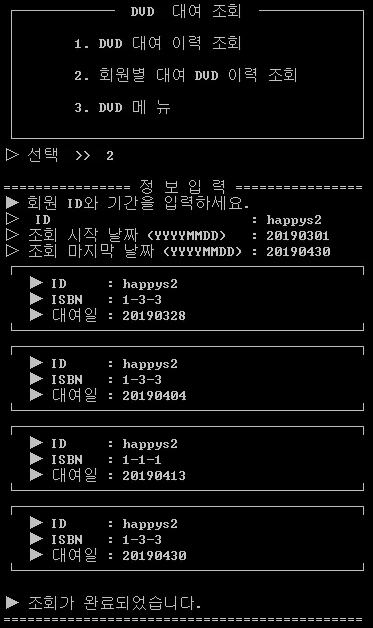 DVD 대여 조회
1. DVD 대여 이력 조회
2. 회원별 대여 DVD 이력 조회
3. DVD 메 뉴
▷ 선택 >> 2
================ 정 보 입 력 ================
▶ 회원 ID와 기간을 입력하세요.
▷ ID : happys2
▷ 조회 시작 날짜 (YYYYMMDD) : 20190301
▷ 조회 마지막 날짜 (YYYYMMDD) : 20190430
▶ ID : happys2
▶ ISBN : 1-3-3
▶ 대여일 : 20190328
▶ ID : happys2
▶ ISBN : 1-3-3
▶ 대여일 : 20190404
▶ ID : happys2
▶ ISBN : 1-1-1
▶ 대여일 : 20190413
▶ ID : happys2
▶ ISBN : 1-3-3
▶ 대여일 : 20190430
▶ 조회가 완료되었습니다.
=============================================